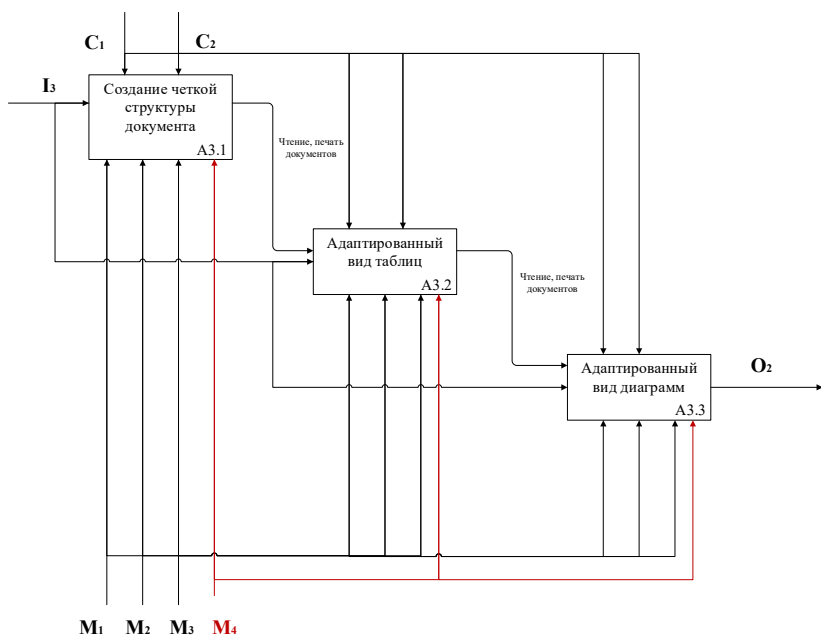 C₁
C₂
I₃
Создание четкой
структуры
документа
A3.1
Чтение, печать
документов
Адаптированный
вид таблиц
A3.2
Чтение, печать
документов
Адаптированный
вид диаграмм
A3.3
O₂
M₁ M₂ M₃ M₄